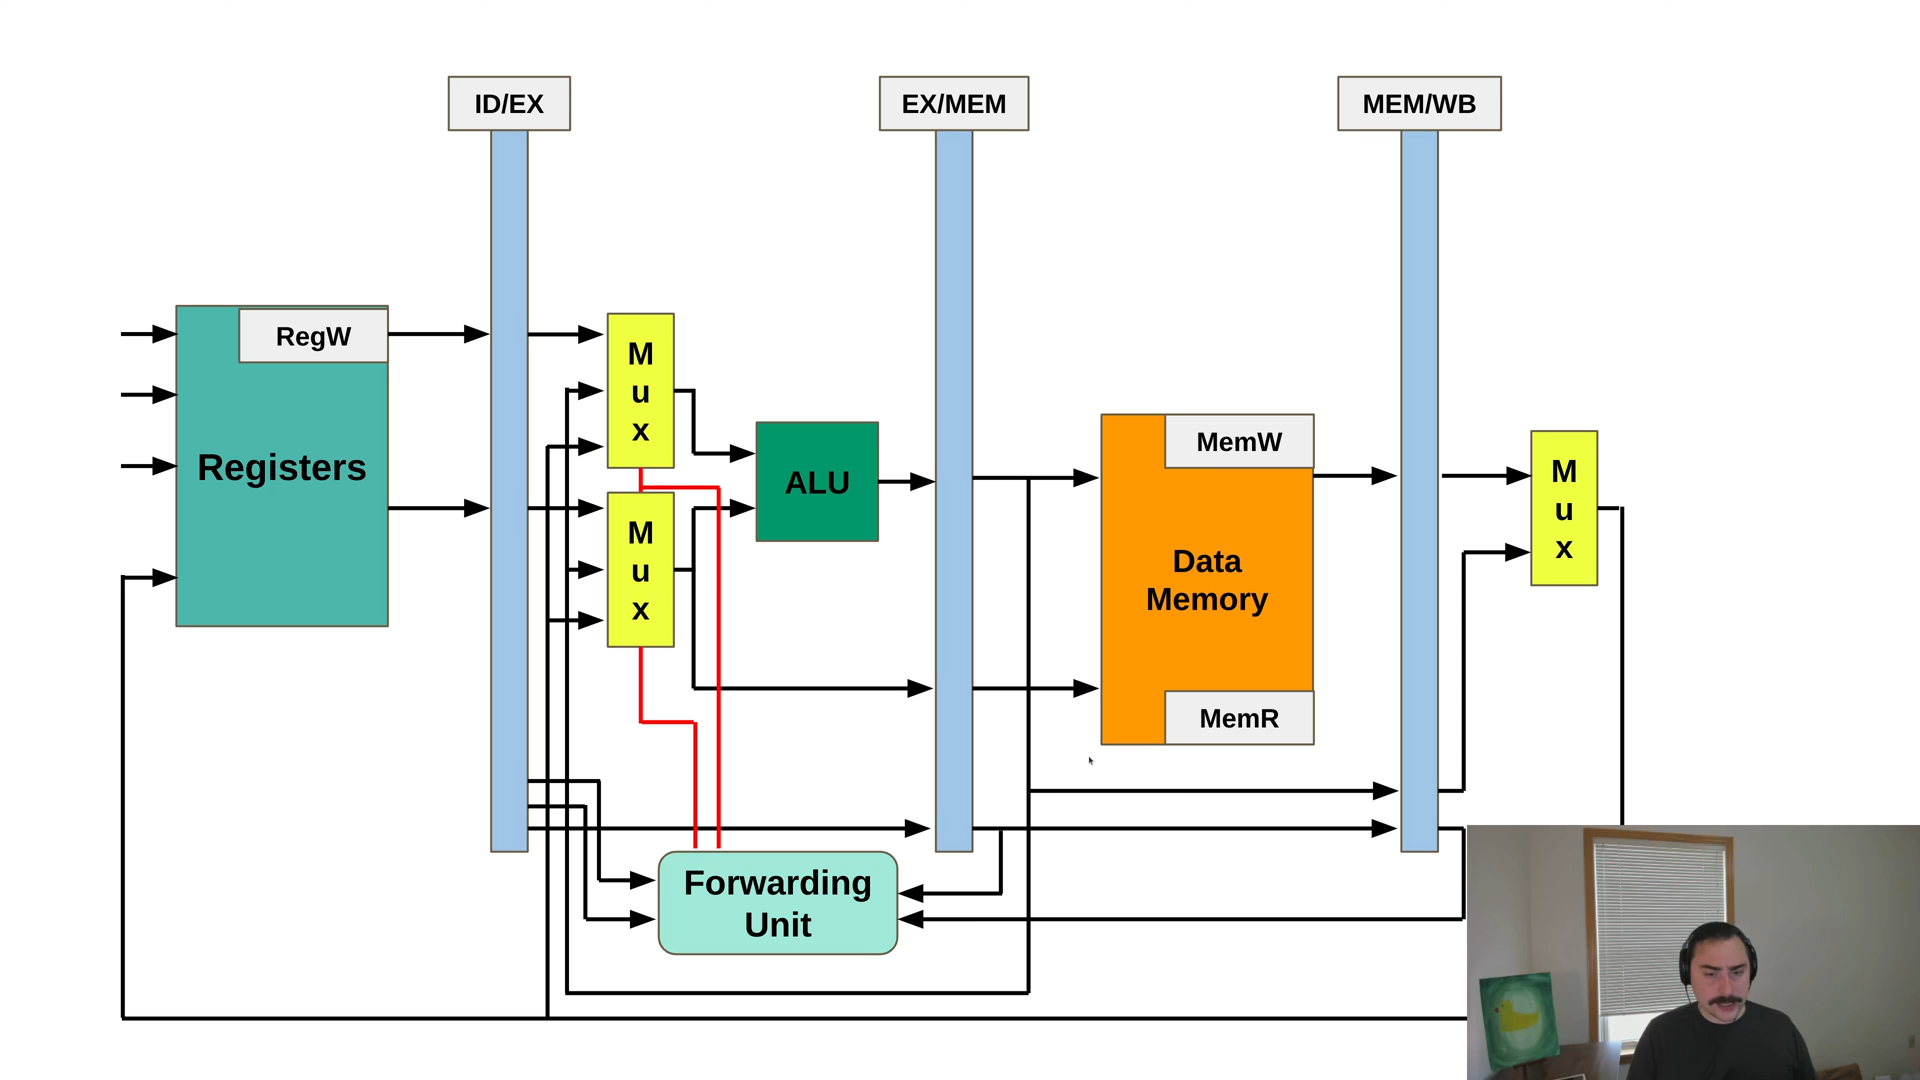 ID/EX
EX/MEM
MEM/WB
RegW
Registers
M
u
x
M
u
x
ALU
MemW
Data
Memory
MemR
M
u
x
Forwarding
Unit